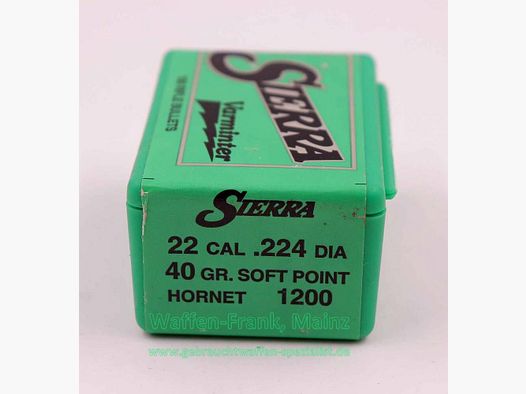 SIERRA
Varminter
100 RIFLE BULLETS
SIERRA
22 CAL .224 DIA
40 GR. SOFT POINT
HORNET 1200
Waffen-Frank, Mainz
www.gebrauchtwaffen-spezialist.de